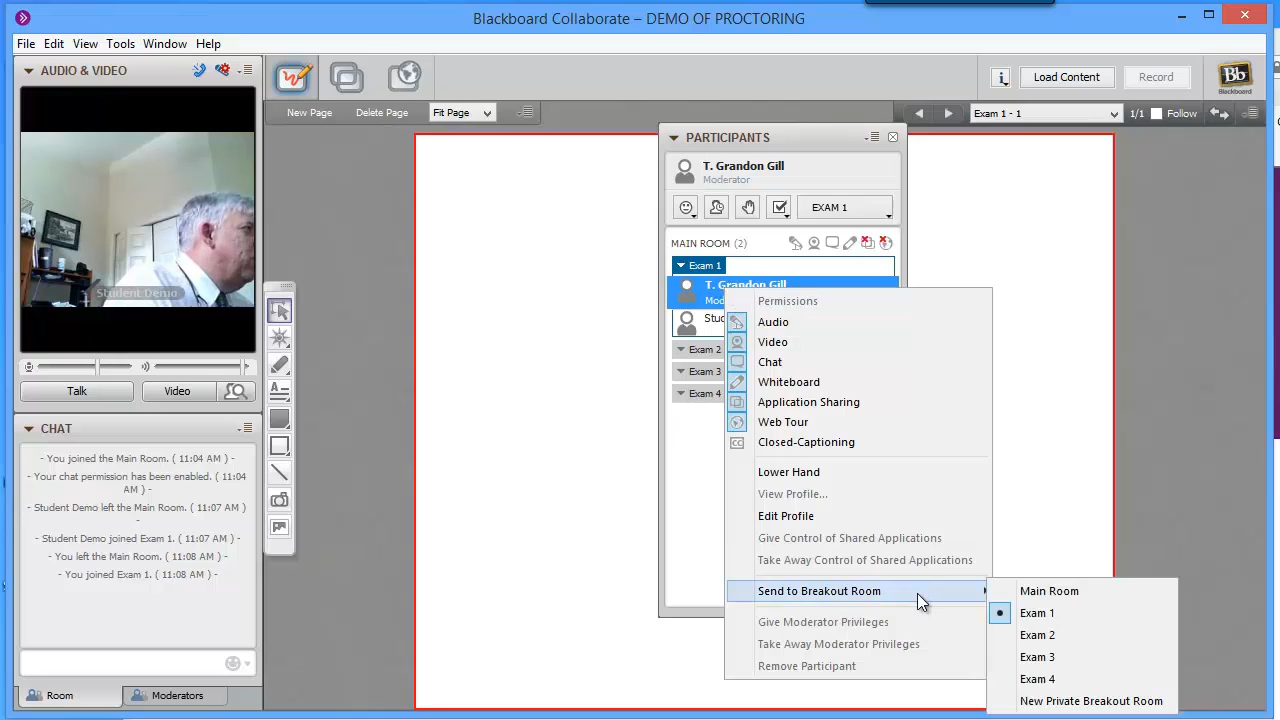 Blackboard Collaborate – DEMO OF PROCTORING
File Edit View Tools Window Help
AUDIO & VIDEO
Student Demo
Talk
Video
CHAT
- You joined the Main Room. ( 11:04 AM ) -
- Your chat permission has been enabled. ( 11:04
AM ) -
- Student Demo left the Main Room. ( 11:07 AM )
-
- Student Demo joined Exam 1. ( 11:07 AM ) -
- You left the Main Room. ( 11:08 AM ) -
- You joined Exam 1. ( 11:08 AM ) -
Room
Moderators
Load Content
Record
Bb
Blackboard
New Page
Delete Page
Fit Page
Exam 1 - 1
1/1
Follow
PARTICIPANTS
T. Grandon Gill
Moderator
EXAM 1
MAIN ROOM (2)
Exam 1
T. Grandon Gill
Mod
Stud
Exam 2
Exam 3
Exam 4
Permissions
Audio
Video
Chat
Whiteboard
Application Sharing
Web Tour
CC Closed-Captioning
Lower Hand
View Profile...
Edit Profile
Give Control of Shared Applications
Take Away Control of Shared Applications
Send to Breakout Room
Give Moderator Privileges
Take Away Moderator Privileges
Remove Participant
Main Room
Exam 1
Exam 2
Exam 3
Exam 4
New Private Breakout Room